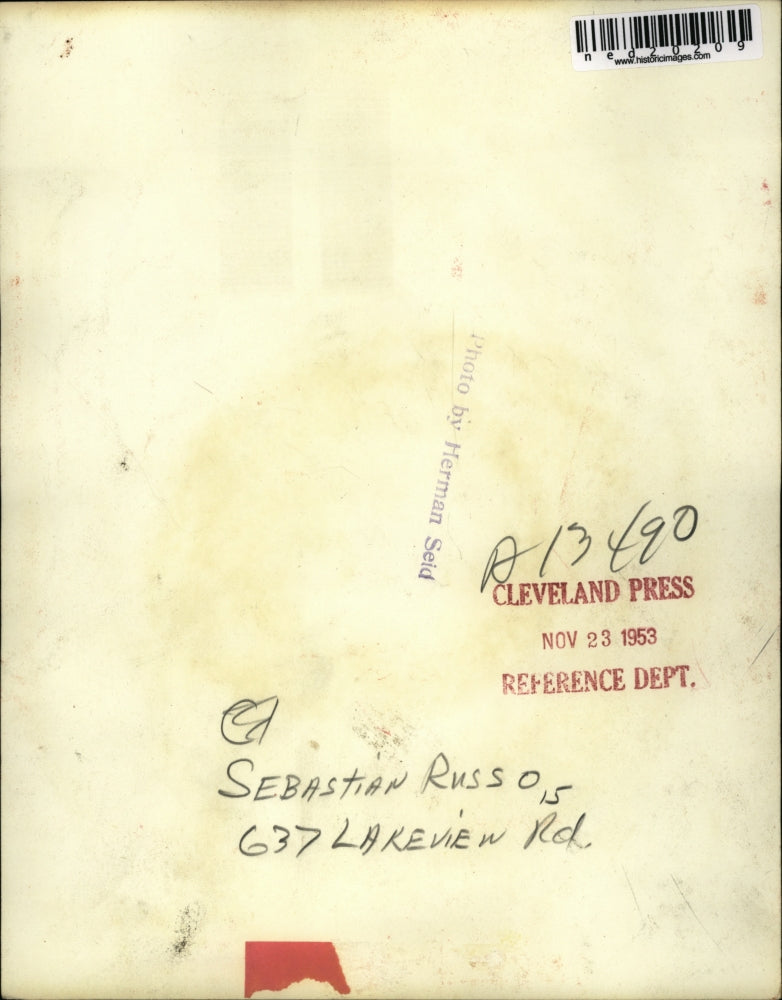 ned20209
www.historicimages.com
Photo by Herman Seid
A13490
CLEVELAND PRESS
NOV 23 1953
REFERENCE DEPT.
SEBASTIAN RUSSO, 15
637 LAKEVIEW Rd.